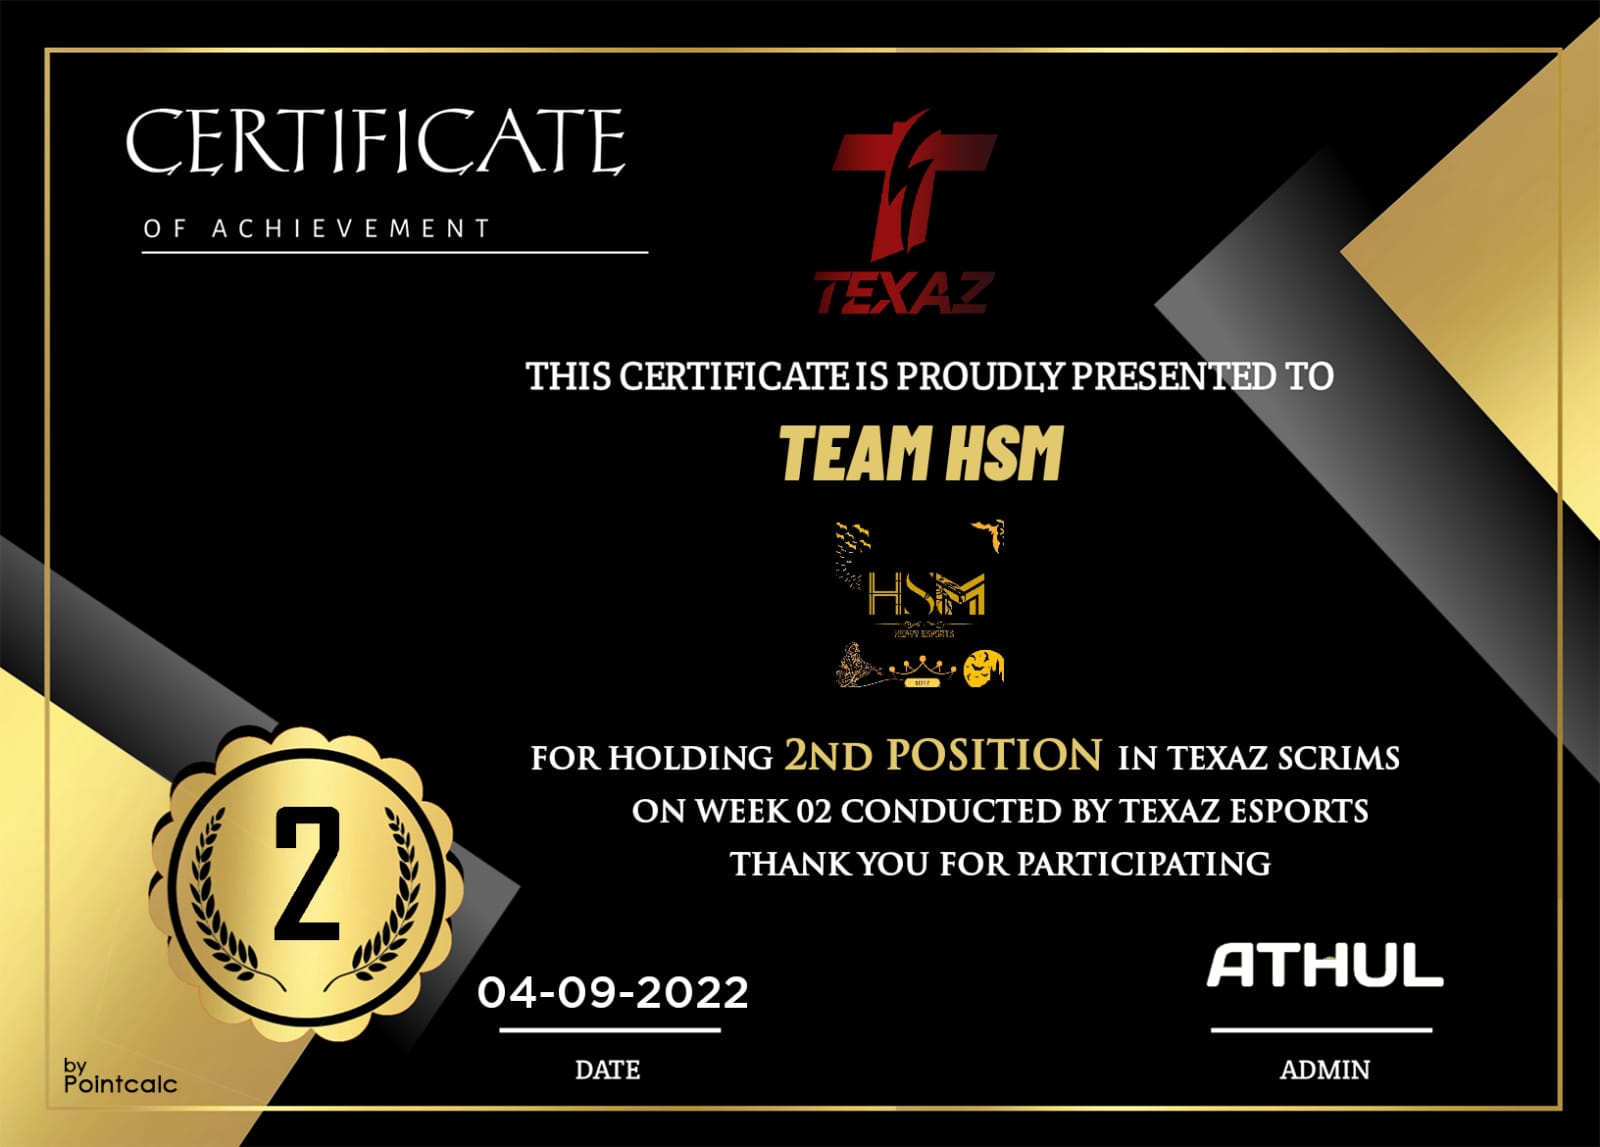 CERTIFICATE
OF ACHIEVEMENT
TEXAZ
THIS CERTIFICATE IS PROUDLY PRESENTED TO
TEAM HSM
HSM
HEAVY ESPORTS
FOR HOLDING 2ND POSITION IN TEXAZ SCRIMS
ON WEEK 02 CONDUCTED BY TEXAZ ESPORTS
THANK YOU FOR PARTICIPATING
2
04-09-2022
DATE
ATHUL
ADMIN
by
Pointcalc